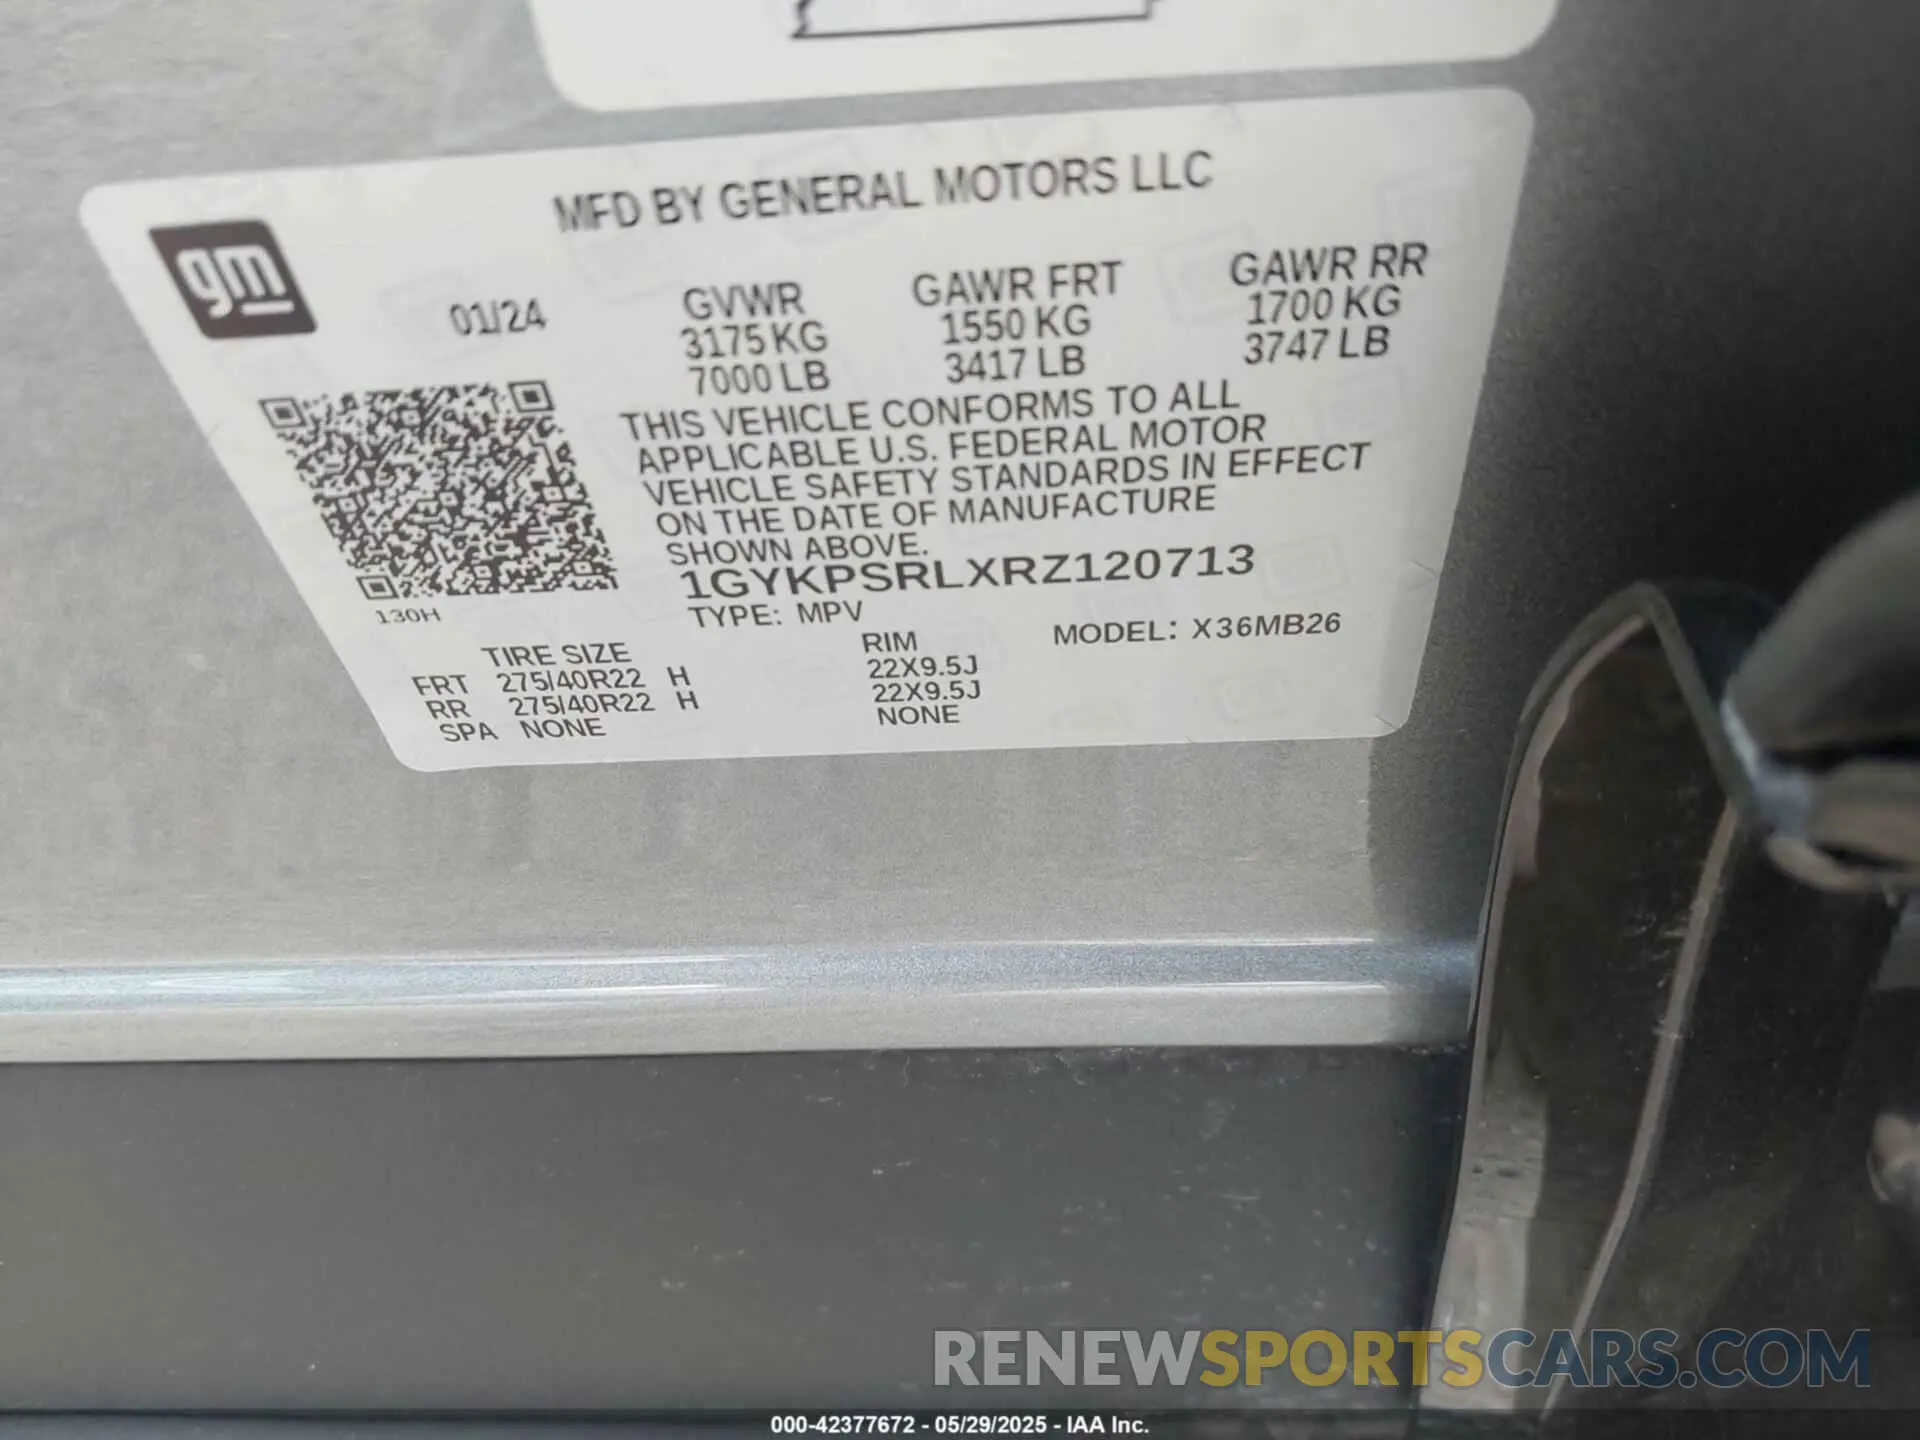 MFD BY GENERAL MOTORS LLC
gm
01/24
GVWR
3175 KG
7000 LB
GAWR FRT
1550 KG
3417 LB
GAWR RR
1700 KG
3747 LB
THIS VEHICLE CONFORMS TO ALL
APPLICABLE U.S. FEDERAL MOTOR
VEHICLE SAFETY STANDARDS IN EFFECT
ON THE DATE OF MANUFACTURE
SHOWN ABOVE.
1GYKPSRLXRZ120713
130H
TYPE: MPV
MODEL: X36MB26
TIRE SIZE RIM
FRT 275/40R22 H 22X9.5J
RR 275/40R22 H 22X9.5J
SPA NONE NONE
RENEWSPORTSCARS.COM
000-42377672 - 05/29/2025 - IAA Inc.